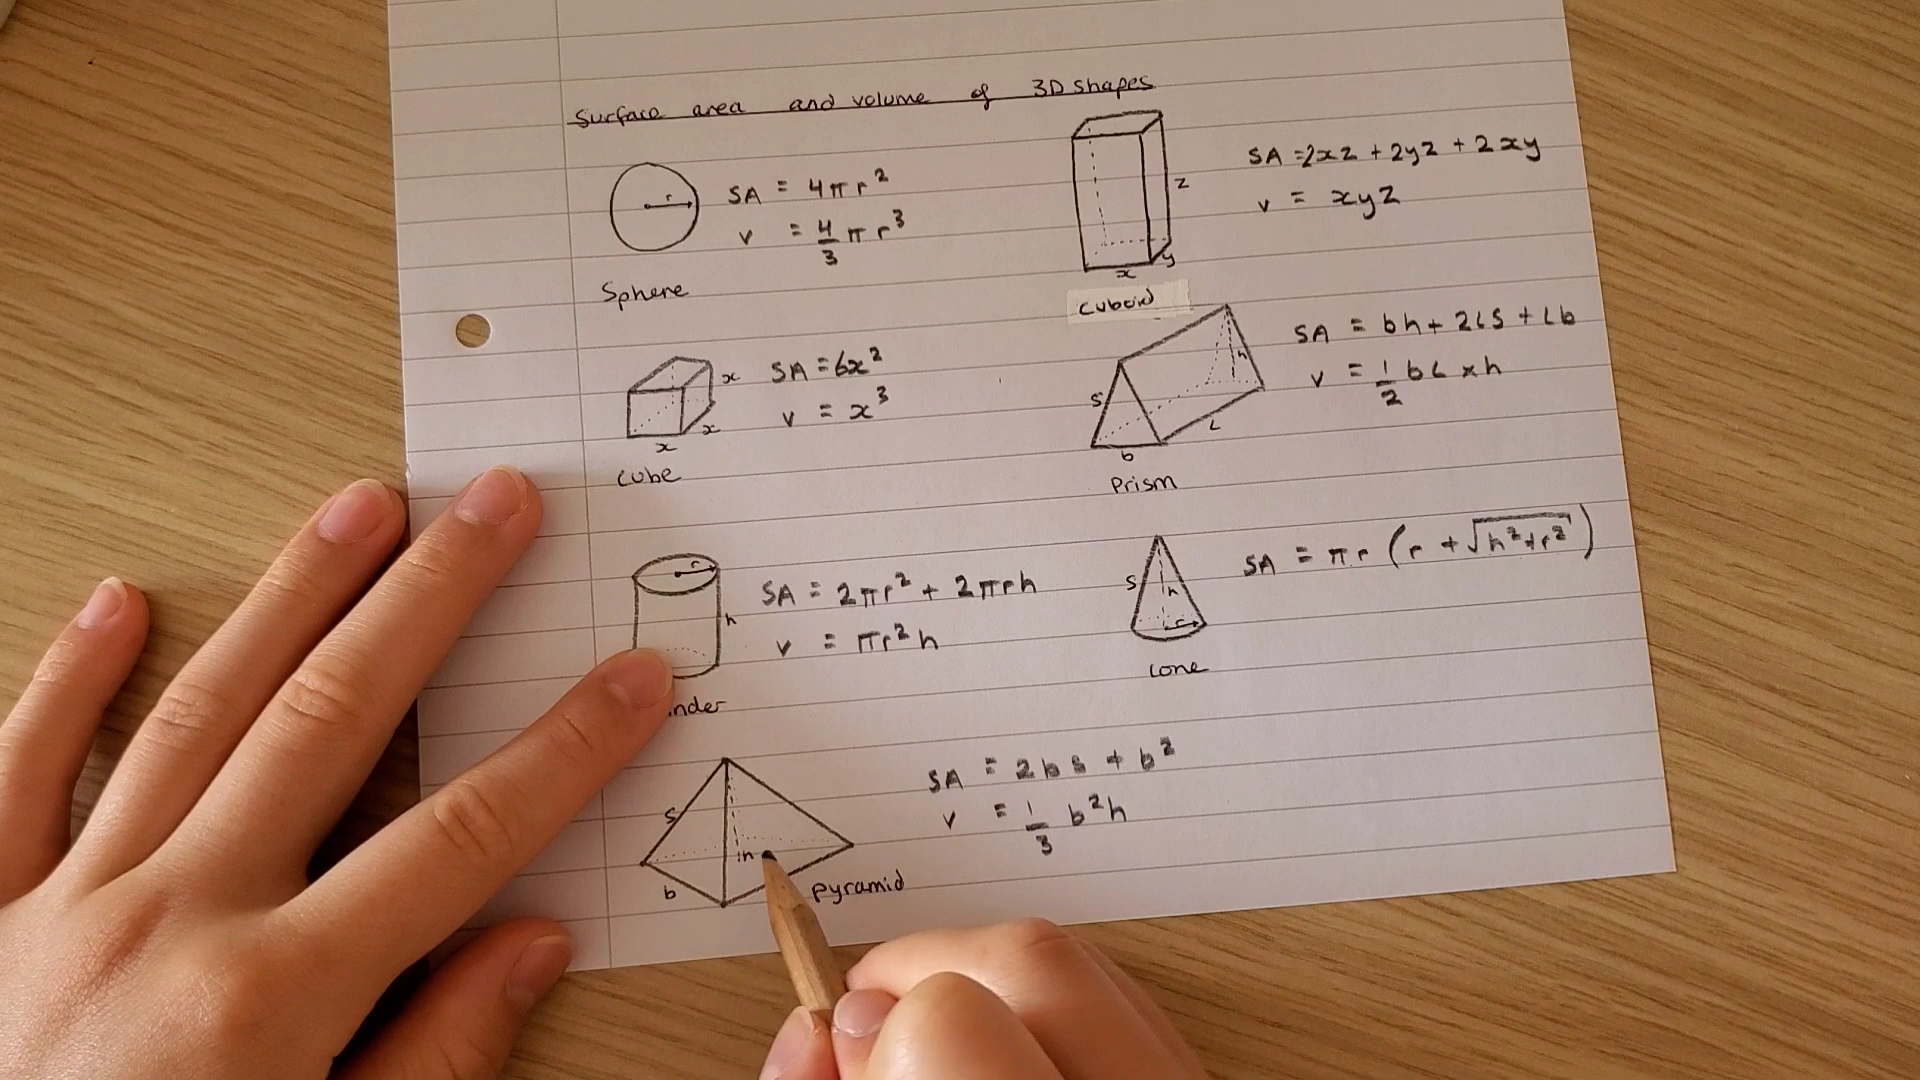 Surface area and volume of 3D shapes
r
SA = 4πr²
V = 4/3 πr³
Sphere
z
y
x
SA = 2xz + 2yz + 2xy
V = xyz
Cuboid
x
x
x
SA = 6x²
V = x³
Cube
h
s
L
b
SA = bh + 2LS + Lb
V = 1/2 bL x h
Prism
r
h
SA = 2πr² + 2πrh
V = πr²h
nder
s
h
r
SA = πr (r + √h²+r²)
Cone
s
h
b
SA = 2bs + b²
V = 1/3 b²h
Pyramid